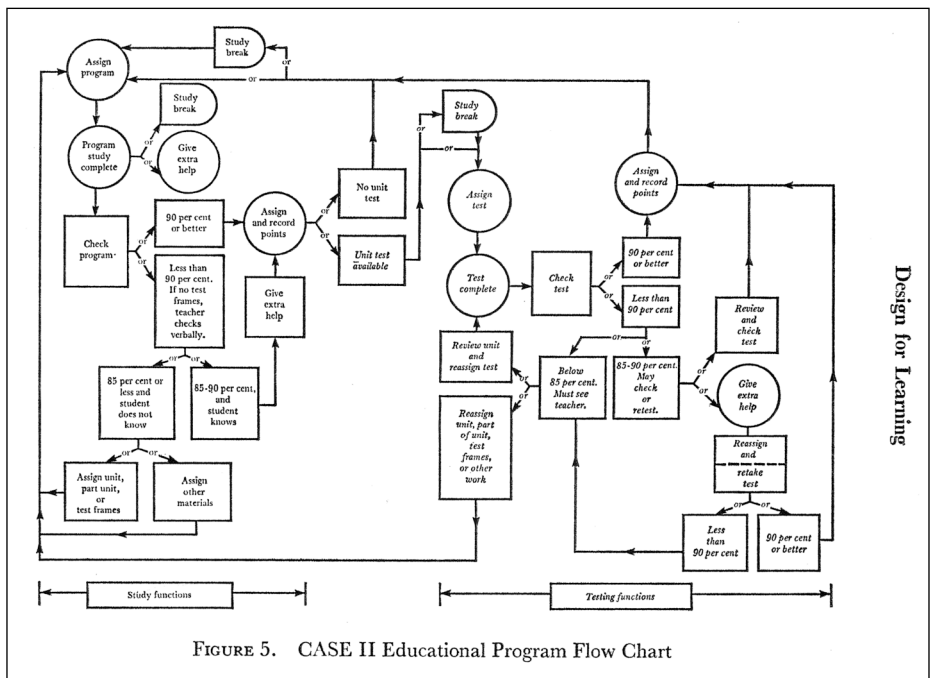 Study
break
or
or
Assign
program
Study
break
or
or
Program
study
complete
Give
extra
help
Check
program
or
or
90 per cent
or better
Less than
90 per cent.
If no test
frames,
teacher
checks
verbally.
Assign
and record
points
or
or
No unit
test
Unit test
available
Give
extra
help
or
or
85 per cent or
less and
student
does not
know
85-90 per cent,
and
student
knows
or
or
Assign unit,
part unit,
or
test frames
Assign
other
materials
Study
break
or
or
Assign
test
Test
complete
Check
test
or
or
90 per cent
or better
Less than
90 per cent
Assign
and record
points
or
or
Review unit
and
reassign test
or
or
Below
85 per cent.
Must see
teacher.
85-90 per cent.
May
check
or
retest.
or
or
Review
and
check
test
Give
extra
help
Reassign
unit, part
of unit,
test
frames,
or other
work
Reassign
and
retake
test
or
or
Less
than
90 per cent
90 per cent
or better
Study functions
Testing functions
Design for Learning
FIGURE 5. CASE II Educational Program Flow Chart